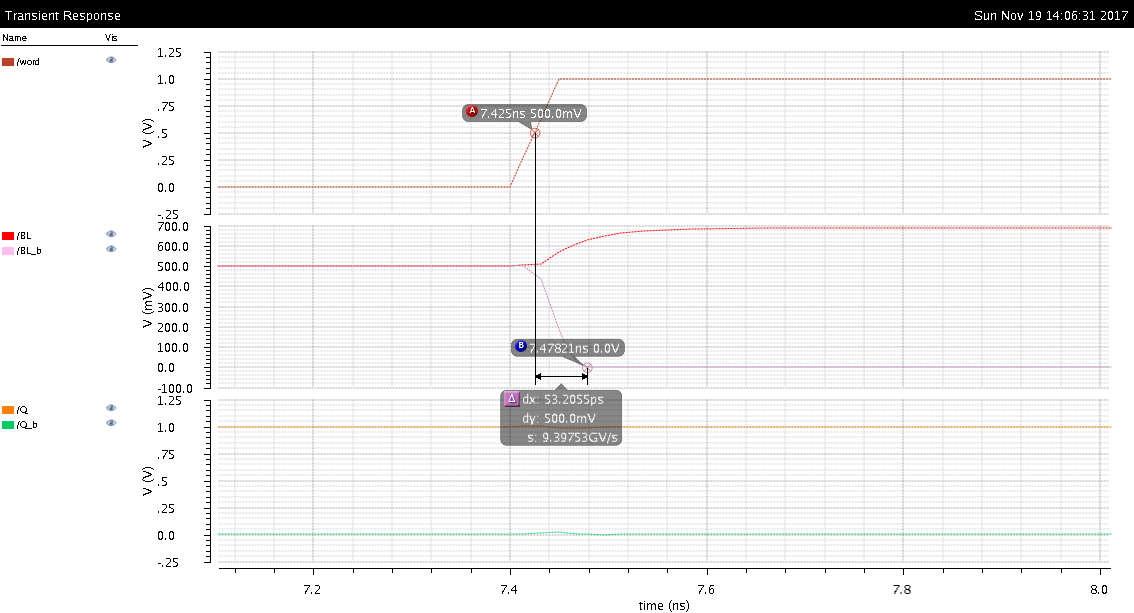 Transient Response
Sun Nov 19 14:06:31 2017
Name Vis
/word
V (V)
1.25
1.0
.75
.5
.25
0.0
-.25
A 7.425ns 500.0mV
/BL
/BL_b
V (mV)
700.0
600.0
500.0
400.0
300.0
200.0
100.0
0.0
-100.0
B 7.47821ns 0.0V
Δ dx: 53.2055ps
dy: 500.0mV
s: 9.39753GV/s
/Q
/Q_b
V (V)
1.25
1.0
.75
.5
.25
0.0
-.25
7.2 7.4 7.6 7.8 8.0
time (ns)